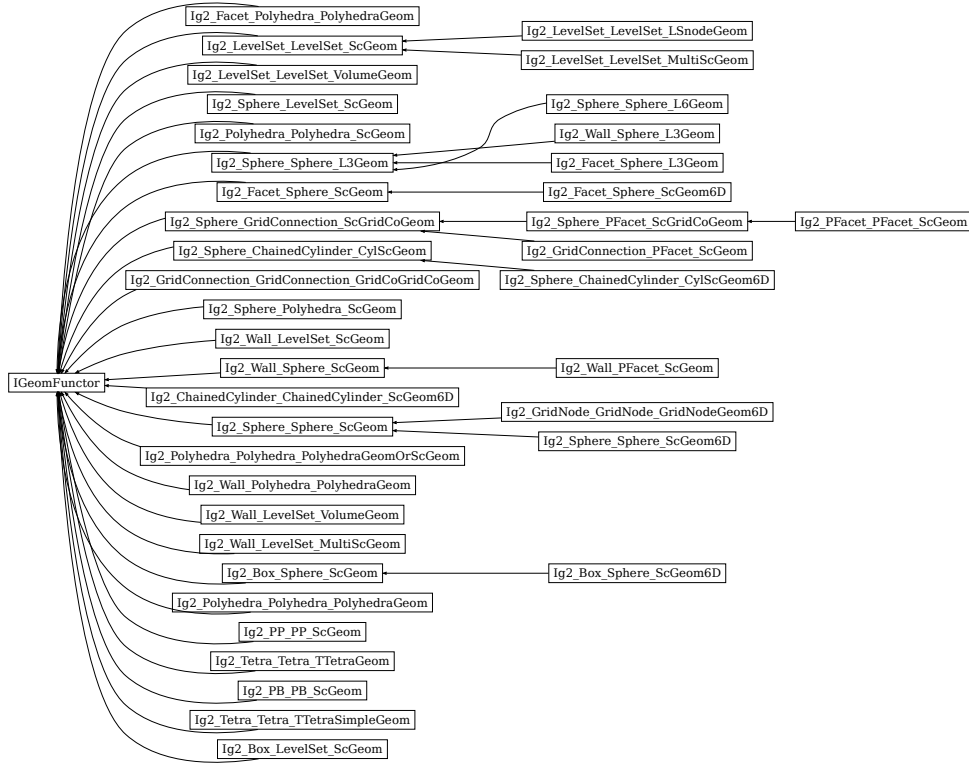 Ig2_Facet_Polyhedra_PolyhedraGeom
Ig2_LevelSet_LevelSet_LSnodeGeom
Ig2_LevelSet_LevelSet_ScGeom
Ig2_LevelSet_LevelSet_MultiScGeom
Ig2_LevelSet_LevelSet_VolumeGeom
Ig2_Sphere_LevelSet_ScGeom
Ig2_Sphere_Sphere_L6Geom
Ig2_Polyhedra_Polyhedra_ScGeom
Ig2_Wall_Sphere_L3Geom
Ig2_Sphere_Sphere_L3Geom
Ig2_Facet_Sphere_L3Geom
Ig2_Facet_Sphere_ScGeom
Ig2_Facet_Sphere_ScGeom6D
Ig2_Sphere_GridConnection_ScGridCoGeom
Ig2_Sphere_PFacet_ScGridCoGeom
Ig2_PFacet_PFacet_ScGeom
Ig2_Sphere_ChainedCylinder_CylScGeom
Ig2_GridConnection_PFacet_ScGeom
Ig2_GridConnection_GridConnection_GridCoGridCoGeom
Ig2_Sphere_ChainedCylinder_CylScGeom6D
Ig2_Sphere_Polyhedra_ScGeom
Ig2_Wall_LevelSet_ScGeom
Ig2_Wall_Sphere_ScGeom
Ig2_Wall_PFacet_ScGeom
IGeomFunctor
Ig2_ChainedCylinder_ChainedCylinder_ScGeom6D
Ig2_GridNode_GridNode_GridNodeGeom6D
Ig2_Sphere_Sphere_ScGeom
Ig2_Sphere_Sphere_ScGeom6D
Ig2_Polyhedra_Polyhedra_PolyhedraGeomOrScGeom
Ig2_Wall_Polyhedra_PolyhedraGeom
Ig2_Wall_LevelSet_VolumeGeom
Ig2_Wall_LevelSet_MultiScGeom
Ig2_Box_Sphere_ScGeom
Ig2_Box_Sphere_ScGeom6D
Ig2_Polyhedra_Polyhedra_PolyhedraGeom
Ig2_PP_PP_ScGeom
Ig2_Tetra_Tetra_TTetraGeom
Ig2_PB_PB_ScGeom
Ig2_Tetra_Tetra_TTetraSimpleGeom
Ig2_Box_LevelSet_ScGeom